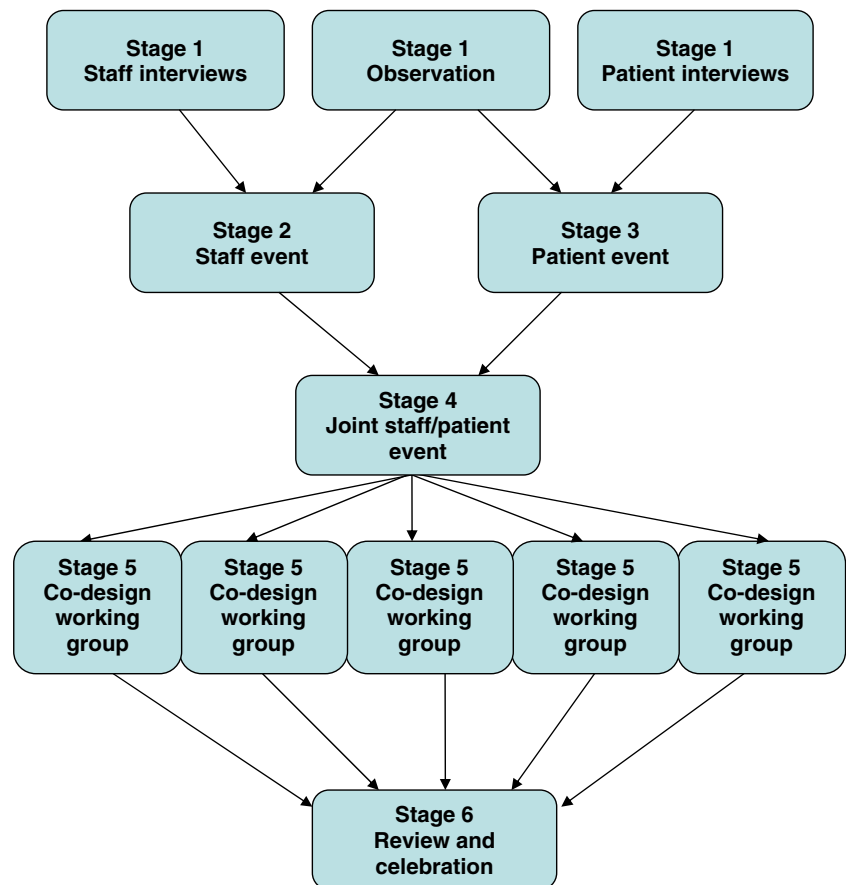 Stage 1
Staff interviews
Stage 1
Observation
Stage 1
Patient interviews
Stage 2
Staff event
Stage 3
Patient event
Stage 4
Joint staff/patient
event
Stage 5
Co-design
working
group
Stage 5
Co-design
working
group
Stage 5
Co-design
working
group
Stage 5
Co-design
working
group
Stage 5
Co-design
working
group
Stage 6
Review and
celebration